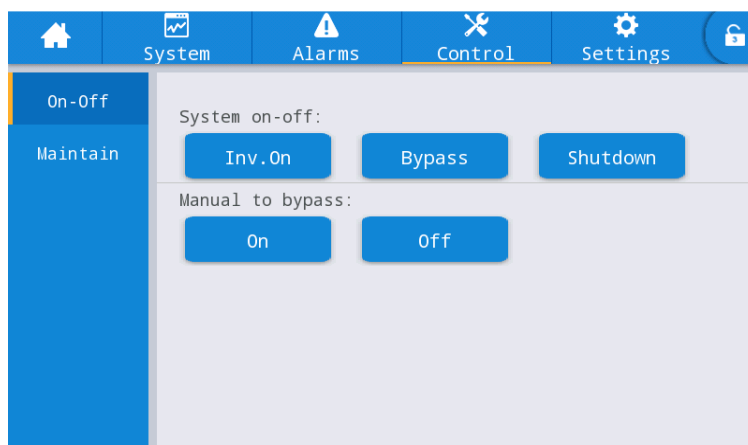 System Alarms Control Settings
3
On-Off
Maintain
System on-off:
Inv.On Bypass Shutdown
Manual to bypass:
On Off